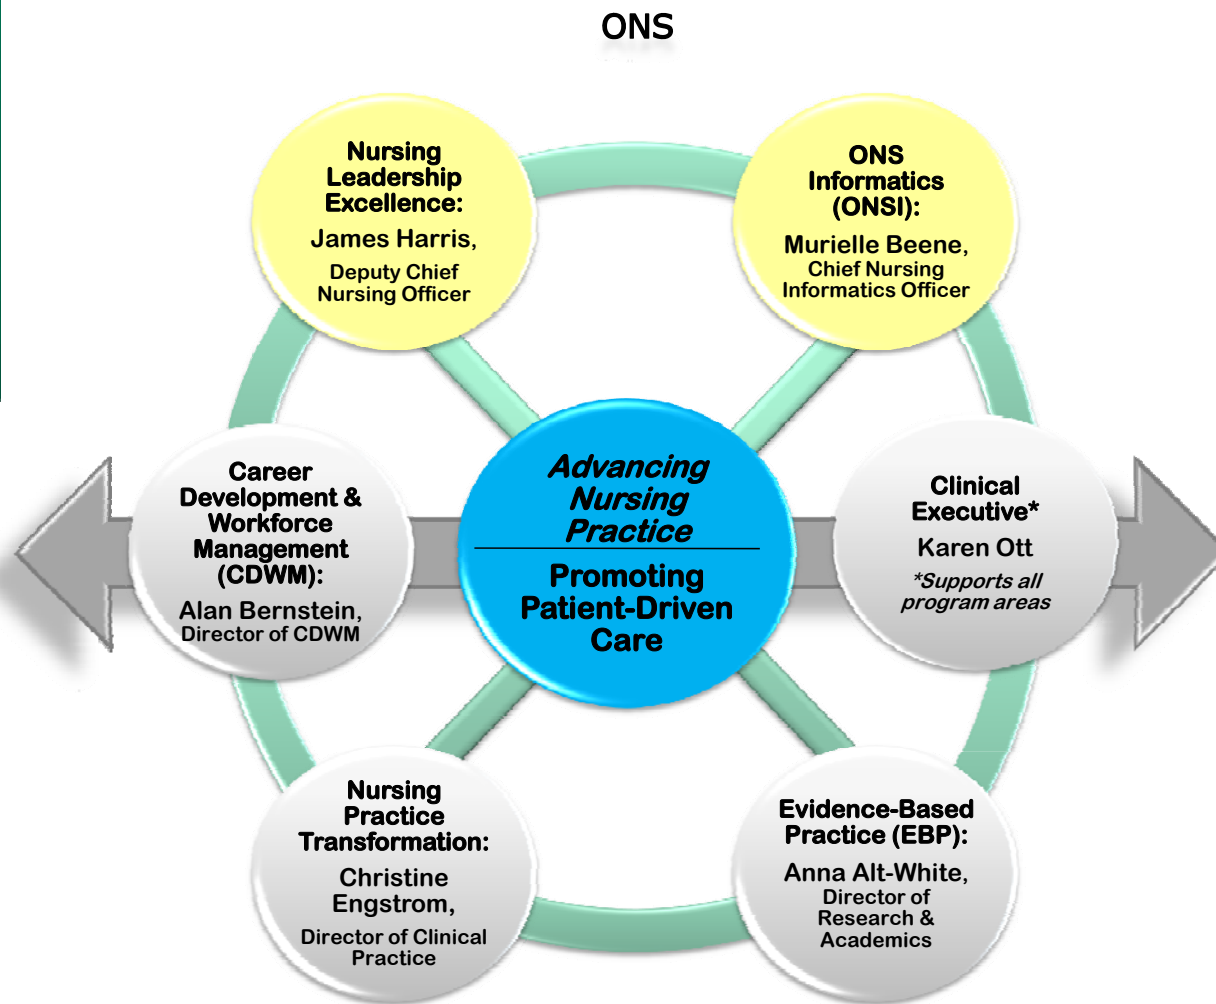 ONS
Nursing
Leadership
Excellence:
James Harris,
Deputy Chief
Nursing Officer
ONS
Informatics
(ONSI):
Murielle Beene,
Chief Nursing
Informatics Officer
Career
Development &
Workforce
Management
(CDWM):
Alan Bernstein,
Director of CDWM
Advancing
Nursing
Practice
Promoting
Patient-Driven
Care
Clinical
Executive*
Karen Ott
*Supports all
program areas
Nursing
Practice
Transformation:
Christine
Engstrom,
Director of Clinical
Practice
Evidence-Based
Practice (EBP):
Anna Alt-White,
Director of
Research &
Academics